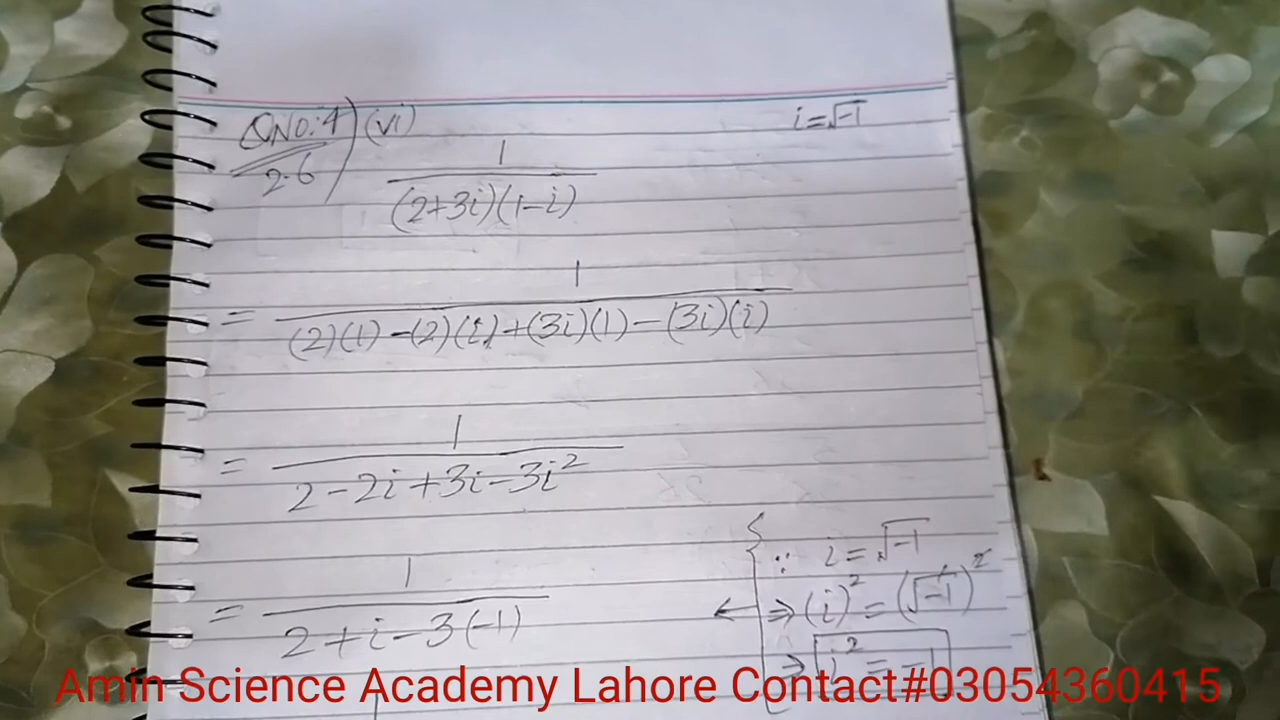 QNo:4 (vi) i=√-1
2.6
1
(2+3i)(1-i)
1
= (2)(1)-(2)(i)+(3i)(1)-(3i)(i)
1
= 2-2i+3i-3i²
1
= 2+i-3(-1)
∵ i=√-1
← ⇒(i)²=(√-1)²
⇒ i²=-1
Amin Science Academy Lahore Contact#03054360415